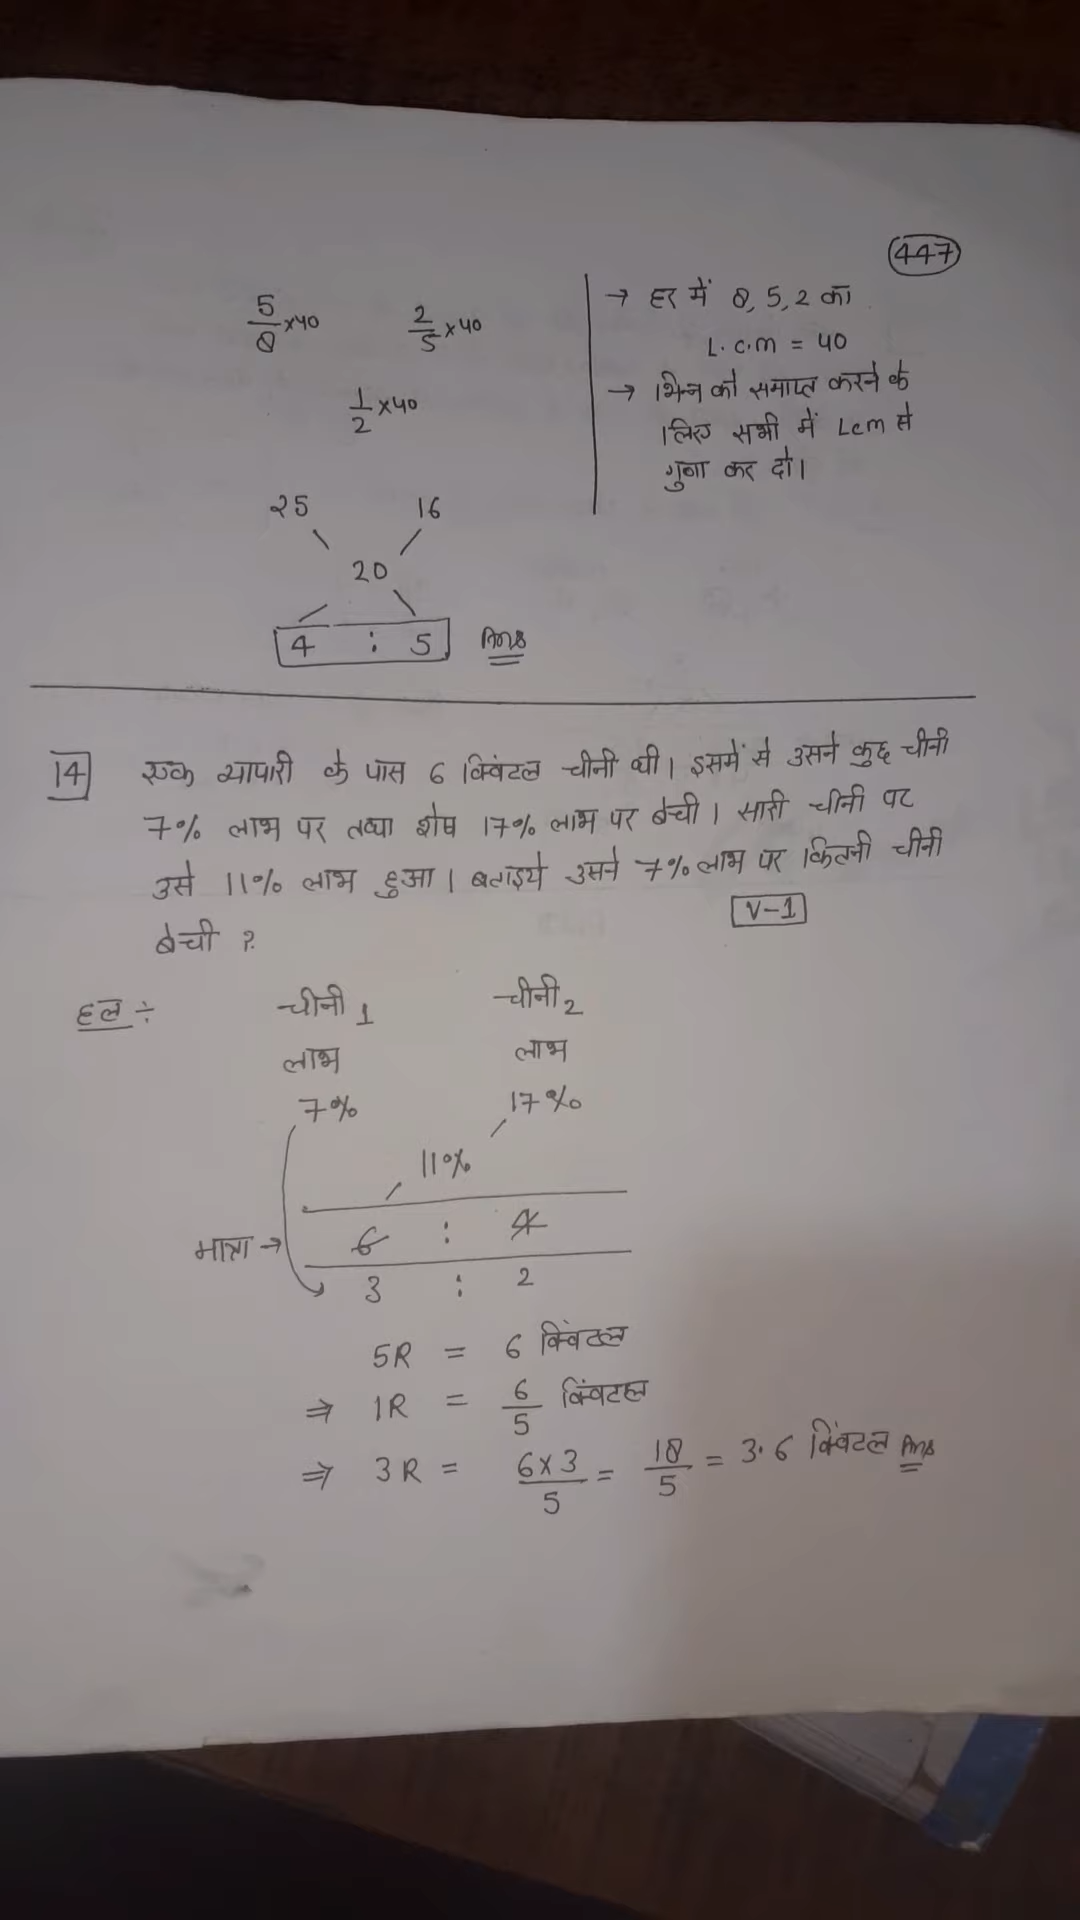 447
5/8 ×40 2/5 ×40
1/2 ×40
→ हर में 8, 5, 2 का
L.c.m = 40
→ भिन्न को समाप्त करने के
लिए सभी में Lcm से
गुणा कर दो।
25 16
20
4 : 5 Ans
14 एक व्यापारी के पास 6 क्विंटल चीनी थी। इसमें से उसने कुछ चीनी
7% लाभ पर तथा शेष 17% लाभ पर बेची। सारी चीनी पर
उसे 11% लाभ हुआ। बताइये उसने 7% लाभ पर कितनी चीनी
बेची ? V-1
हल ÷ चीनी1 चीनी2
लाभ लाभ
7% 17%
11%
मात्रा → 6 : 4
3 : 2
5R = 6 क्विंटल
⇒ 1R = 6/5 क्विंटल
⇒ 3R = 6×3/5 = 18/5 = 3.6 क्विंटल Ans